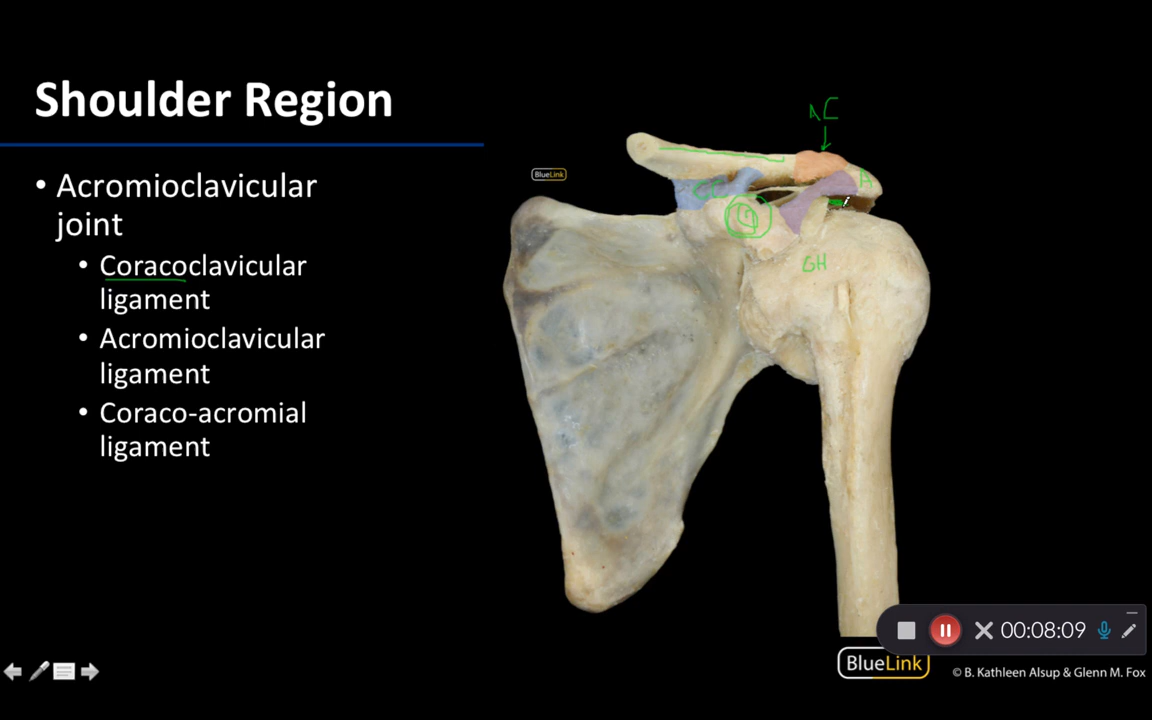 Shoulder Region
• Acromioclavicular
joint
• Coracoclavicular
ligament
• Acromioclavicular
ligament
• Coraco-acromial
ligament
BlueLink
AC
CC
A
GH
00:08:09
BlueLink
© B. Kathleen Alsup & Glenn M. Fox